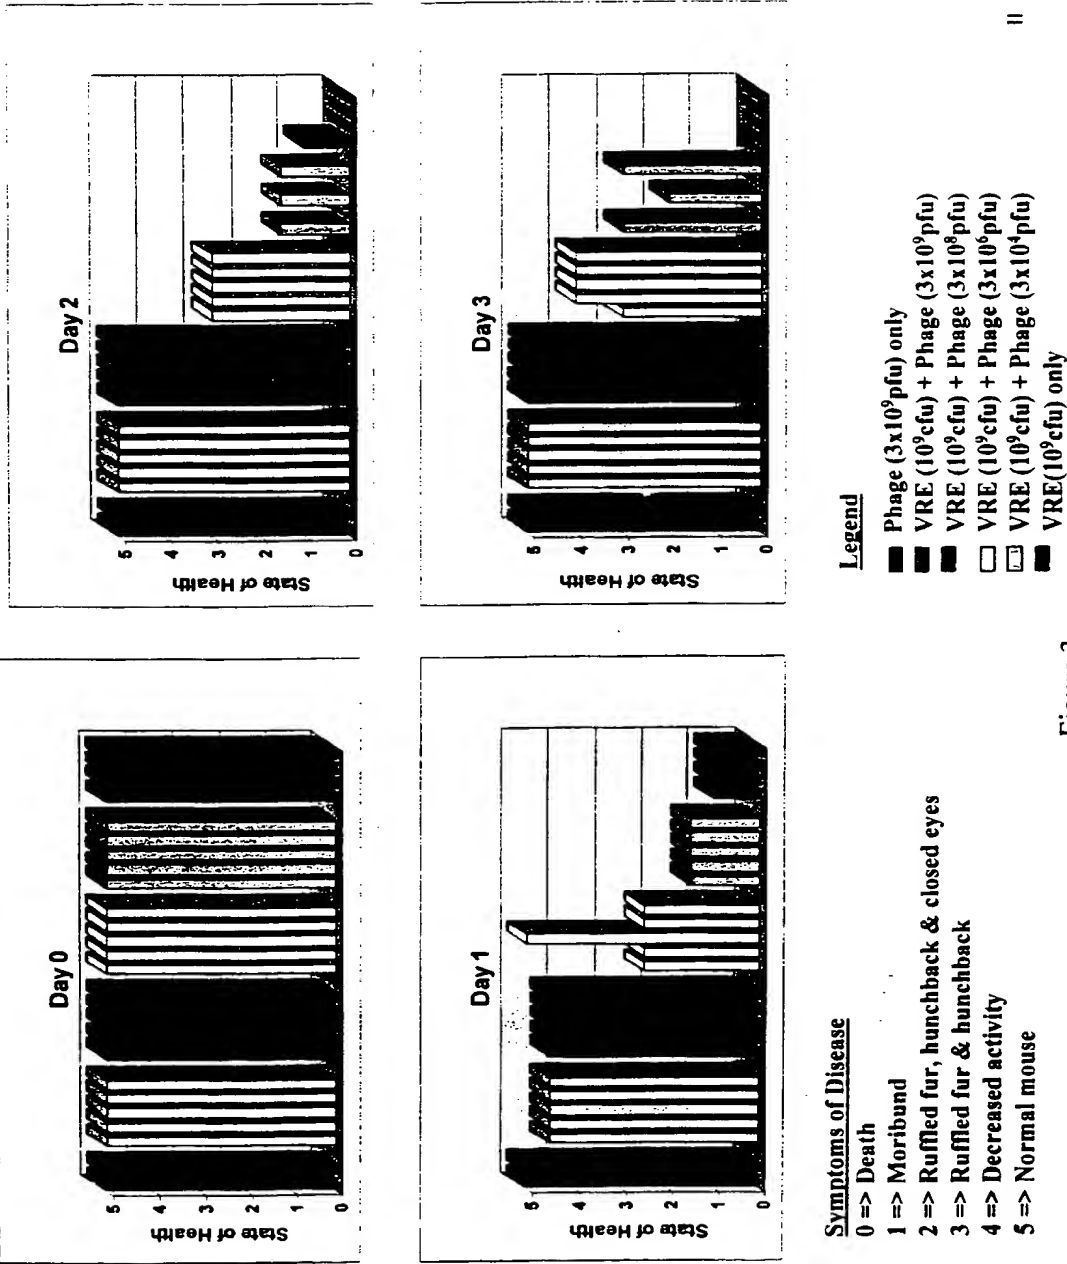 Day 0
State of Health
5
4
3
2
1
0
Day 2
State of Health
5
4
3
2
1
0
Day 1
State of Health
5
4
3
2
1
0
Day 3
State of Health
5
4
3
2
1
0
Symptoms of Disease
0 => Death
1 => Moribund
2 => Ruffled fur, hunchback & closed eyes
3 => Ruffled fur & hunchback
4 => Decreased activity
5 => Normal mouse
Legend
Phage (3x10⁹pfu) only
VRE (10⁹cfu) + Phage (3x10⁹pfu)
VRE (10⁹cfu) + Phage (3x10⁸pfu)
VRE (10⁹cfu) + Phage (3x10⁶pfu)
VRE (10⁹cfu) + Phage (3x10⁴pfu)
VRE(10⁹cfu) only